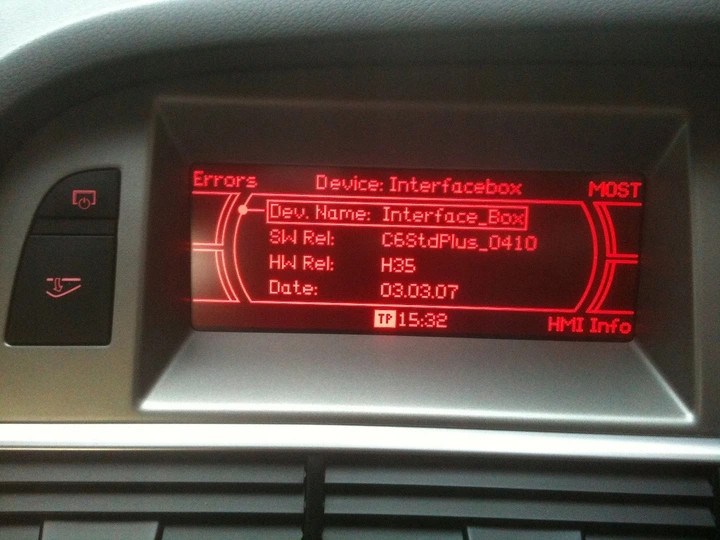 Errors Device: Interfacebox MOST
Dev. Name: Interface_Box
SW Rel: C6StdPlus_0410
HW Rel: H35
Date: 03.03.07
TP 15:32 HMI Info